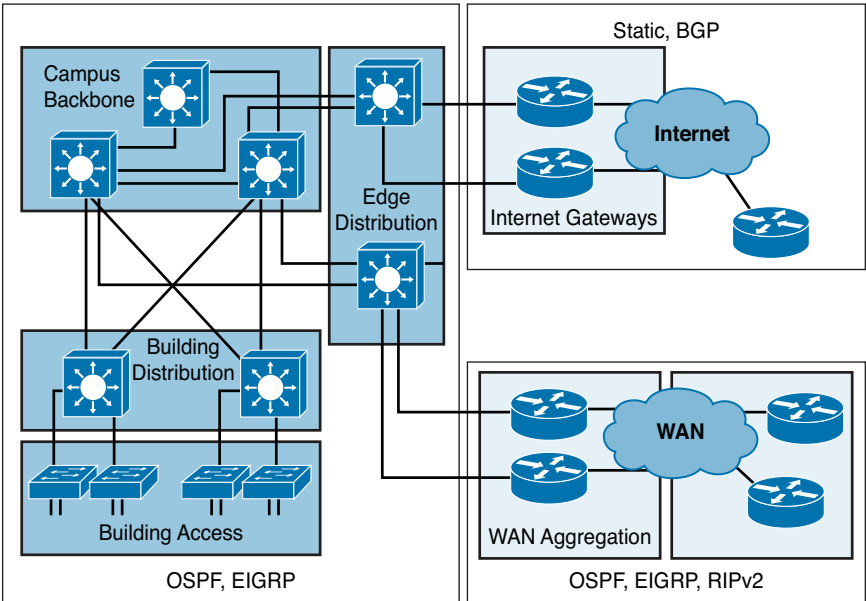 Campus
Backbone
Edge
Distribution
Building
Distribution
Building Access
OSPF, EIGRP
Static, BGP
Internet
Internet Gateways
WAN
WAN Aggregation
OSPF, EIGRP, RIPv2